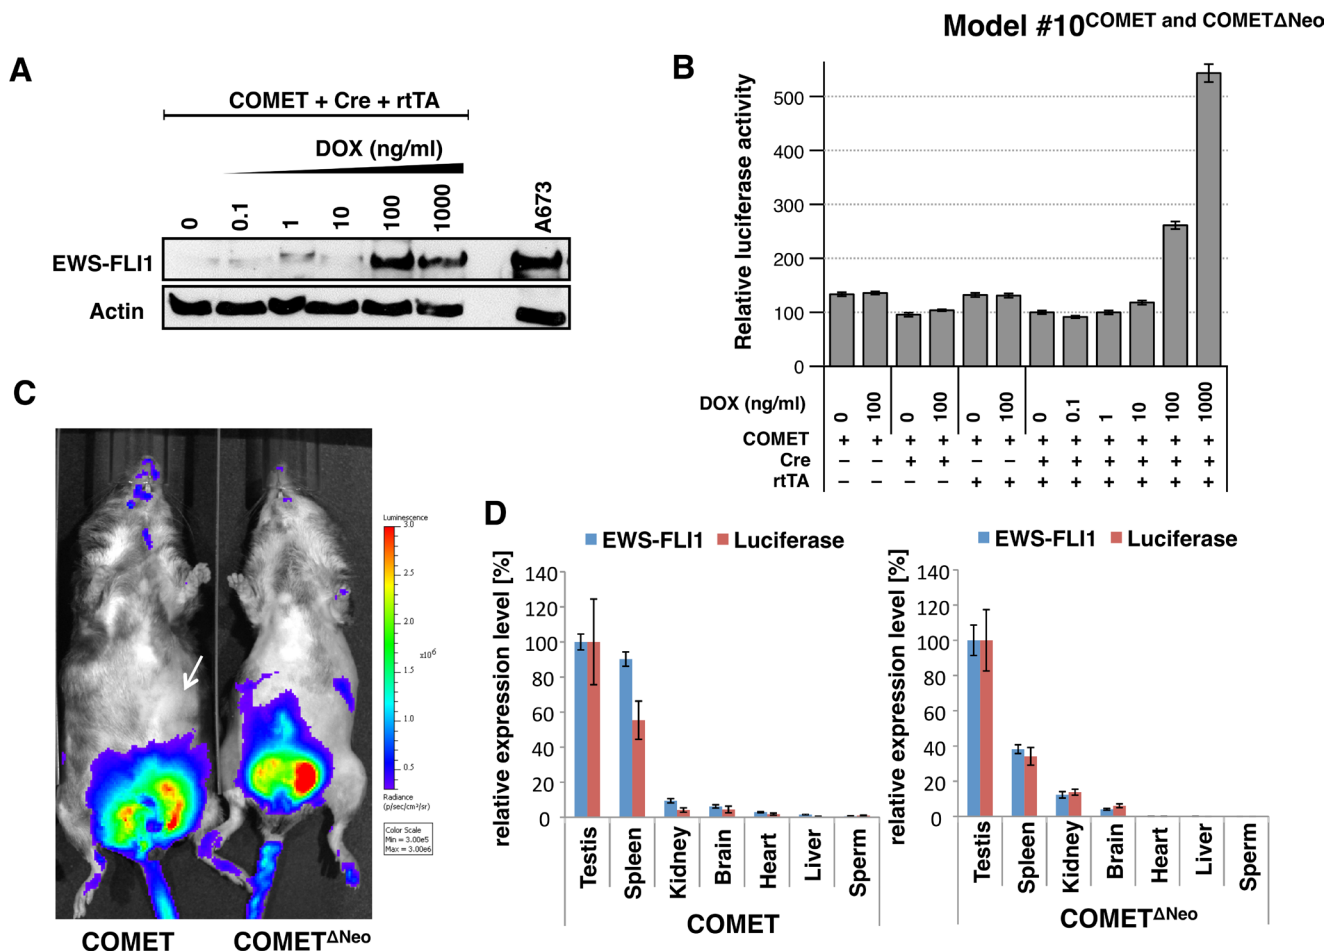 Model #10COMET and COMETΔNeo
A
COMET + Cre + rtTA
DOX (ng/ml)
0 0.1 1 10 100 1000 A673
EWS-FLI1
Actin
B
Relative luciferase activity
500
400
300
200
100
0
DOX (ng/ml) 0 100 0 100 0 100 0 0.1 1 10 100 1000
COMET + + + + + + + + + + + +
Cre – – + + – – + + + + + +
rtTA – – – – + + + + + + + +
C
Luminescence
3.0
2.5
2.0
x10⁶
1.5
1.0
0.5
Radiance
(p/sec/cm²/sr)
Color Scale
Min = 3.00e5
Max = 3.00e6
COMET COMETΔNeo
D
EWS-FLI1 Luciferase
relative expression level [%]
140
120
100
80
60
40
20
0
Testis Spleen Kidney Brain Heart Liver Sperm
COMET
EWS-FLI1 Luciferase
relative expression level [%]
140
120
100
80
60
40
20
0
Testis Spleen Kidney Brain Heart Liver Sperm
COMETΔNeo